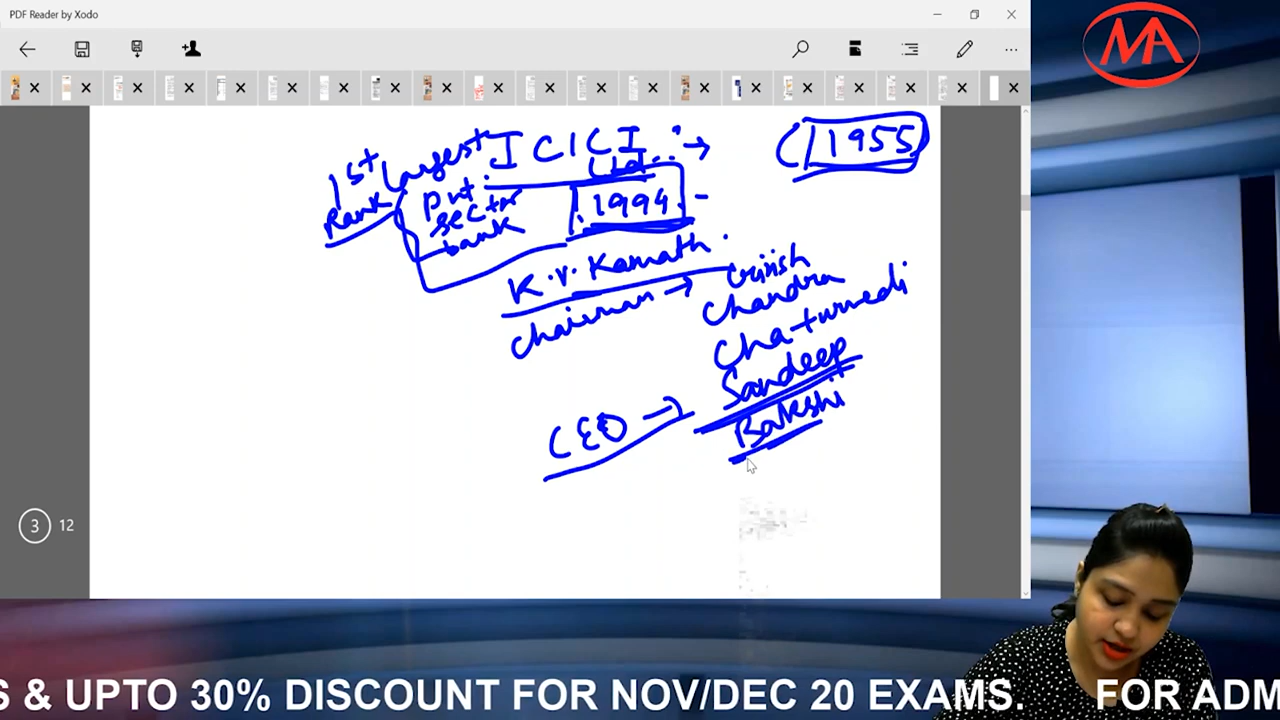 PDF Reader by Xodo
MA
ICICI Ltd. → (1955
1st largest
Rank
pvt sector bank
1994 -
K.V. Kamath
Chairman → Girish
Chandra
Chaturvedi
CEO → Sandeep
Bakshi
3 12
S & UPTO 30% DISCOUNT FOR NOV/DEC 20 EXAMS. FOR ADM